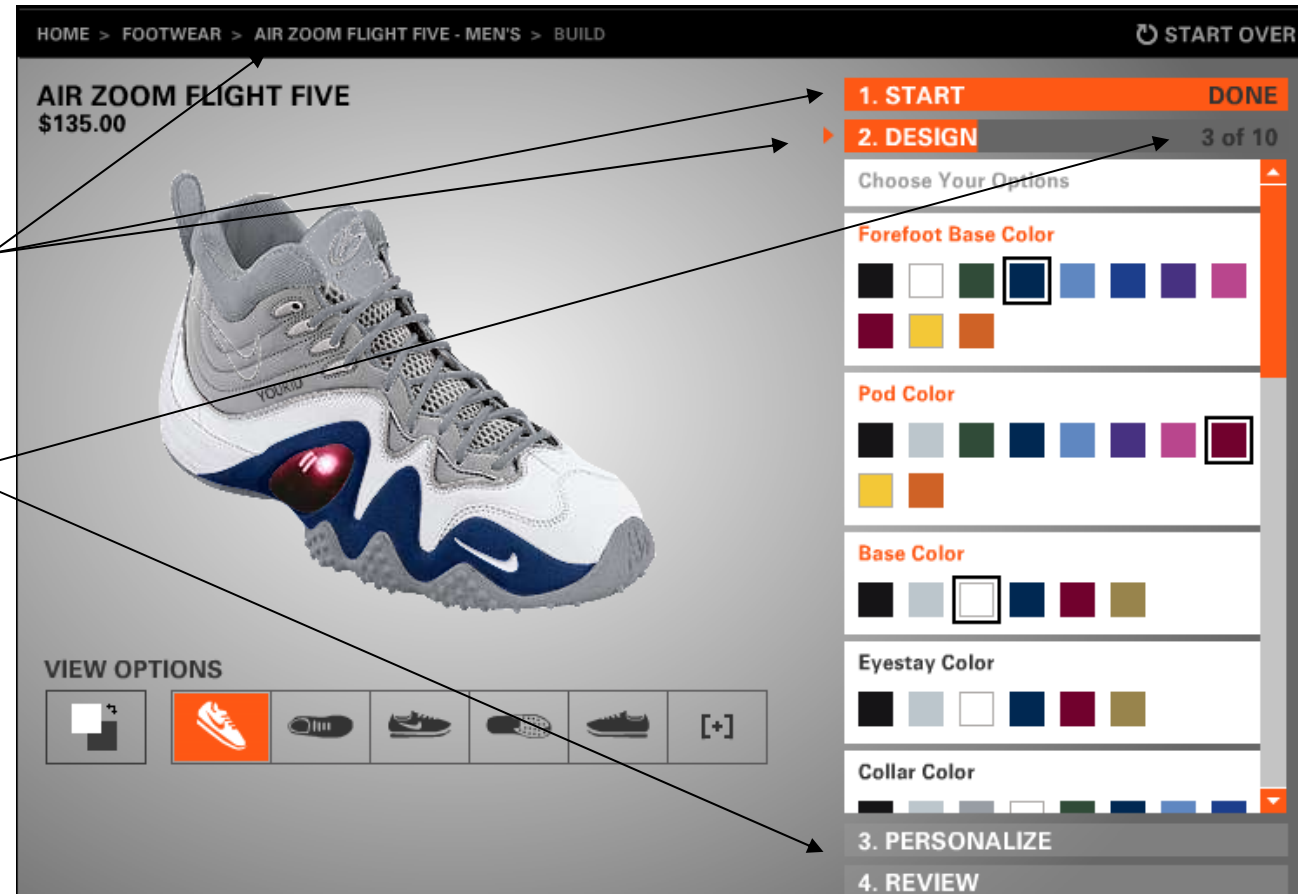 HOME > FOOTWEAR > AIR ZOOM FLIGHT FIVE - MEN'S > BUILD
START OVER
AIR ZOOM FLIGHT FIVE
$135.00
1. START DONE
2. DESIGN 3 of 10
Choose Your Options
Forefoot Base Color
Pod Color
Base Color
Eyestay Color
Collar Color
YOURID
VIEW OPTIONS
[+]
3. PERSONALIZE
4. REVIEW